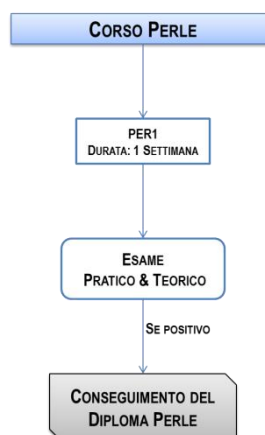 CORSO PERLE
PER1
DURATA: 1 SETTIMANA
ESAME
PRATICO & TEORICO
SE POSITIVO
CONSEGUIMENTO DEL
DIPLOMA PERLE